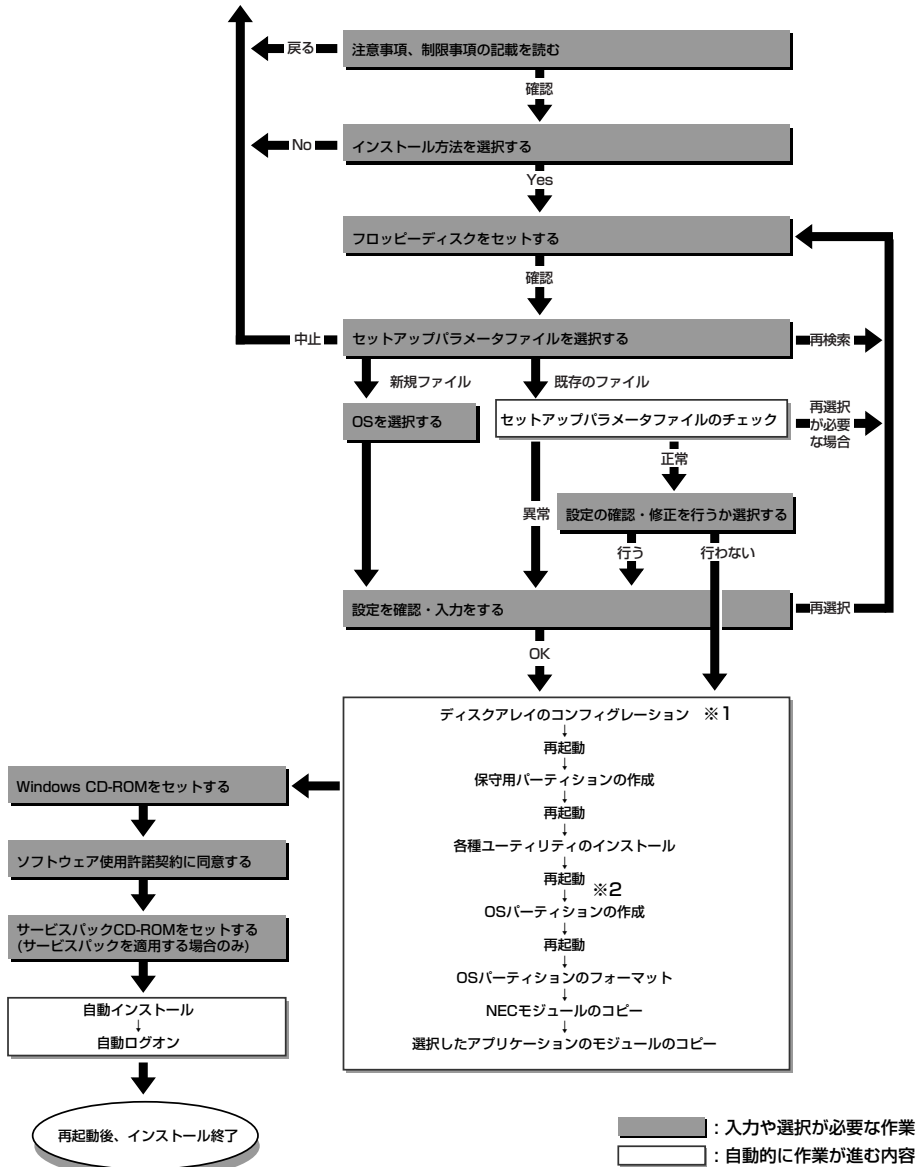 注意事項、制限事項の記載を読む
戻る
確認
インストール方法を選択する
No
Yes
フロッピーディスクをセットする
確認
セットアップパラメータファイルを選択する
中止
再検索
新規ファイル
既存のファイル
OSを選択する
セットアップパラメータファイルのチェック
再選択
が必要
な場合
正常
異常
設定の確認・修正を行うか選択する
行う
行わない
設定を確認・入力をする
再選択
OK
ディスクアレイのコンフィグレーション ※1
↓
再起動
↓
保守用パーティションの作成
↓
再起動
↓
各種ユーティリティのインストール
↓
再起動
↓ ※2
OSパーティションの作成
↓
再起動
↓
OSパーティションのフォーマット
↓
NECモジュールのコピー
↓
選択したアプリケーションのモジュールのコピー
Windows CD-ROMをセットする
ソフトウェア使用許諾契約に同意する
サービスパックCD-ROMをセットする
(サービスパックを適用する場合のみ)
自動インストール
↓
自動ログオン
再起動後、インストール終了
：入力や選択が必要な作業
：自動的に作業が進む内容